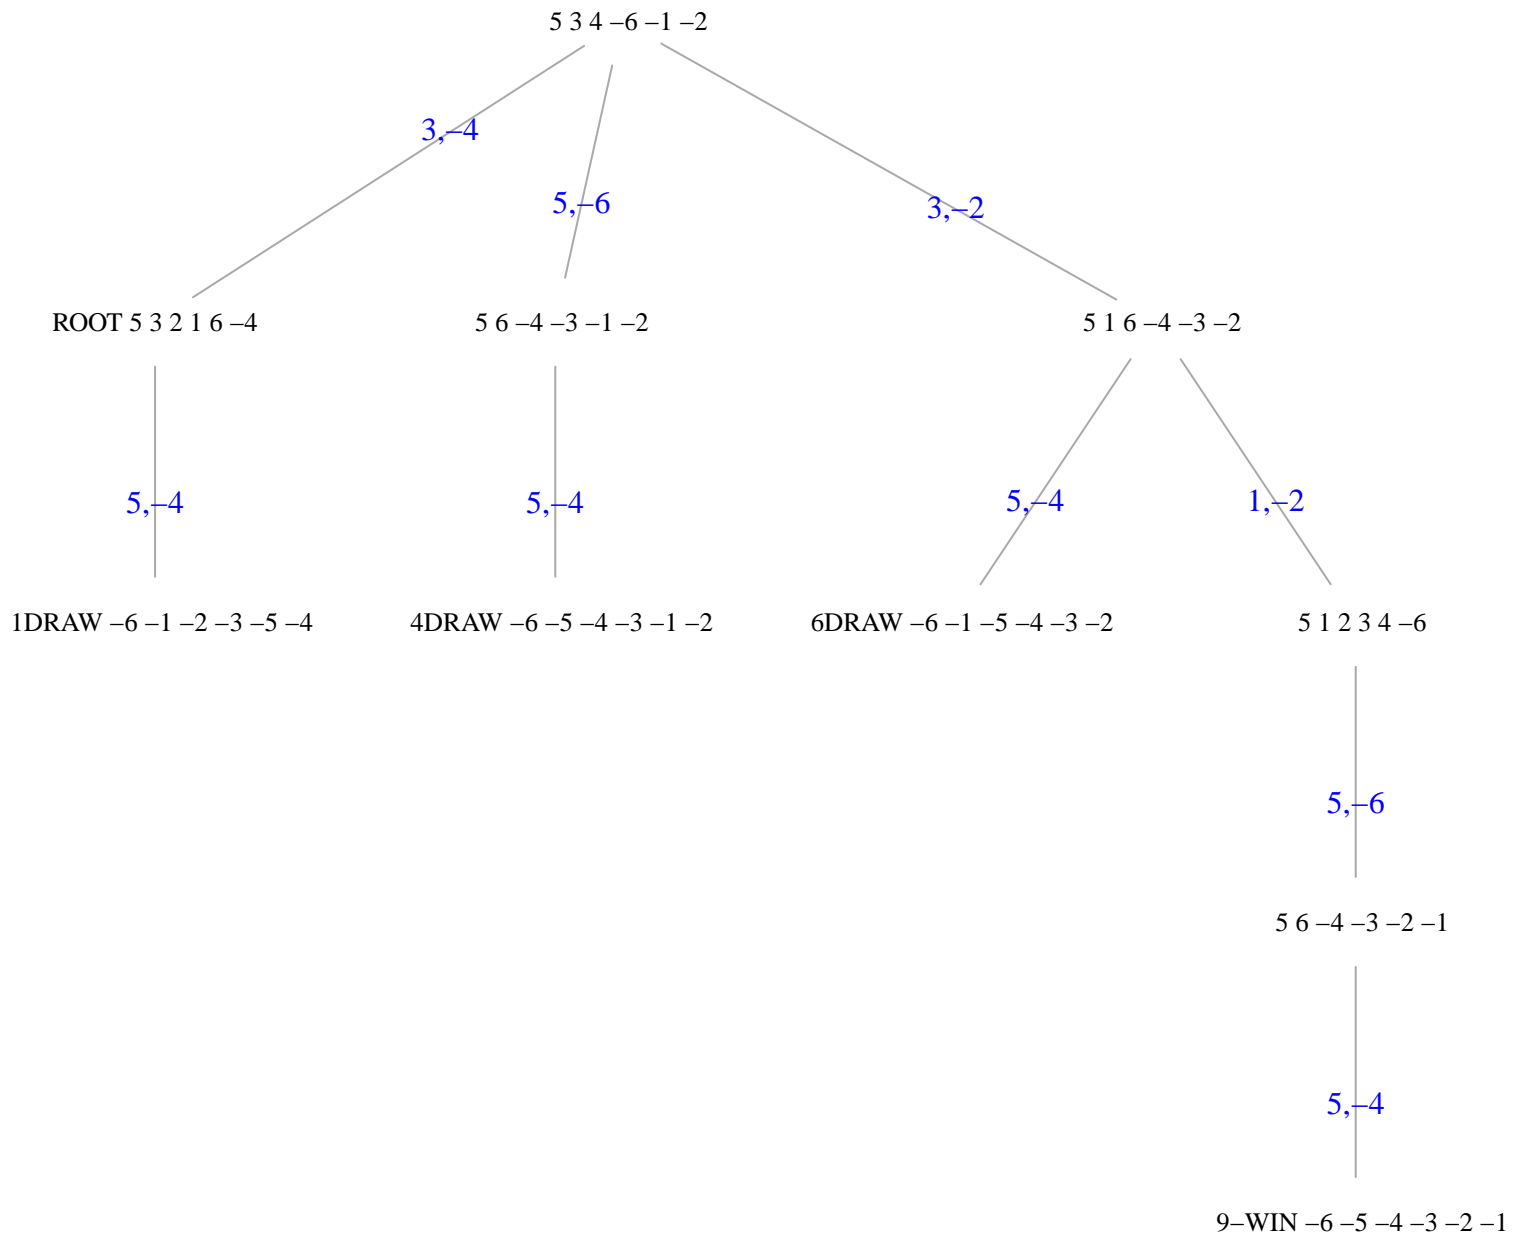 5 3 4 –6 –1 –2
3,–4
5,–6
3,–2
ROOT 5 3 2 1 6 –4
5 6 –4 –3 –1 –2
5 1 6 –4 –3 –2
5,–4
5,–4
5,–4
1,–2
1DRAW –6 –1 –2 –3 –5 –4
4DRAW –6 –5 –4 –3 –1 –2
6DRAW –6 –1 –5 –4 –3 –2
5 1 2 3 4 –6
5,–6
5 6 –4 –3 –2 –1
5,–4
9–WIN –6 –5 –4 –3 –2 –1